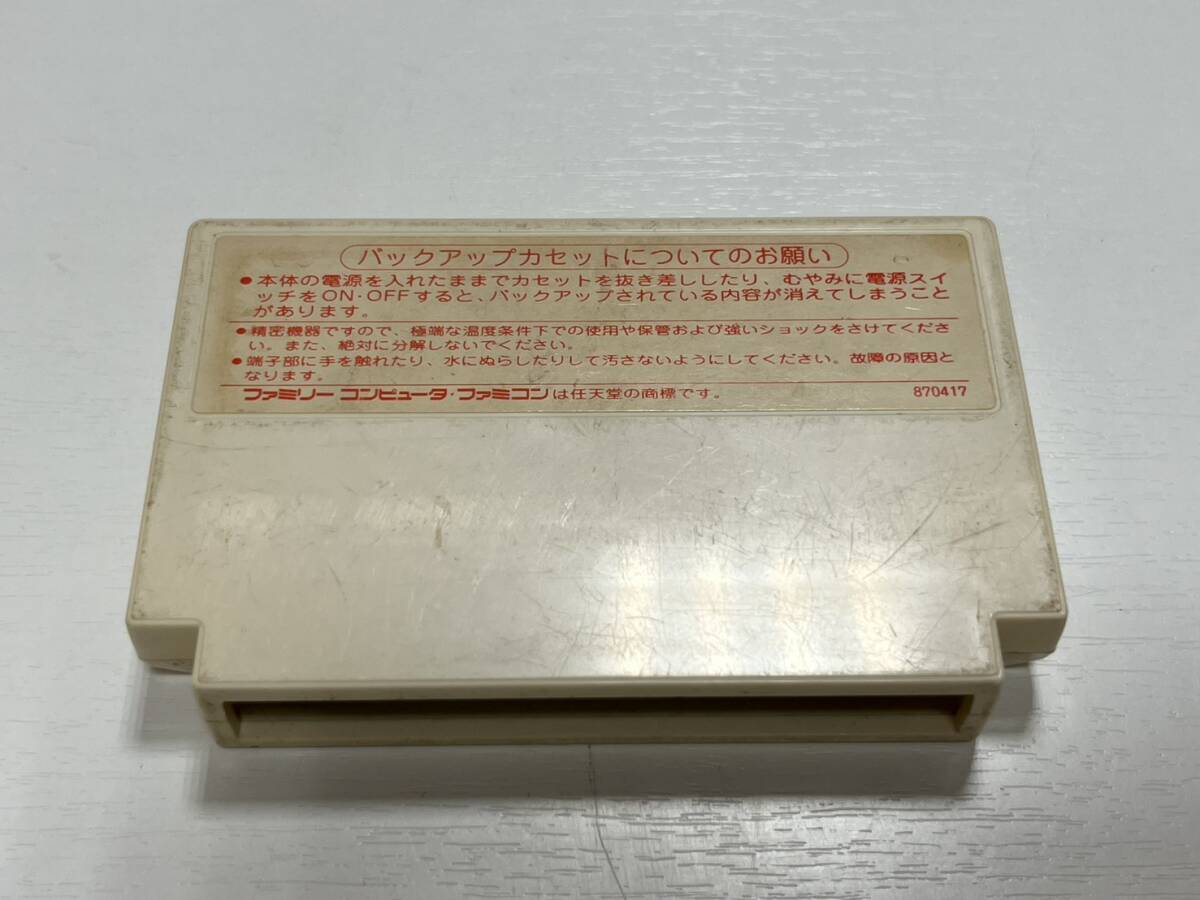 バックアップカセットについてのお願い
●本体の電源を入れたままでカセットを抜き差ししたり、むやみに電源スイ
ッチをON・OFFすると、バックアップされている内容が消えてしまうこと
があります。
●精密機器ですので、極端な温度条件下での使用や保管および強いショックをさけてくださ
い。また、絶対に分解しないでください。
●端子部に手を触れたり、水にぬらしたりして汚さないようにしてください。故障の原因と
なります。
ファミリー コンピュータ・ファミコンは任天堂の商標です。 870417